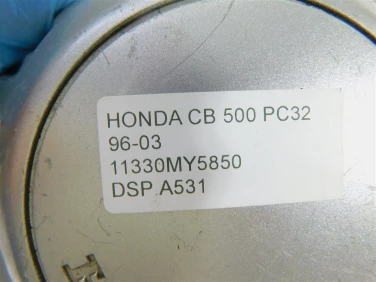 HONDA CB 500 PC32
96-03
11330MY5850
DSP A531